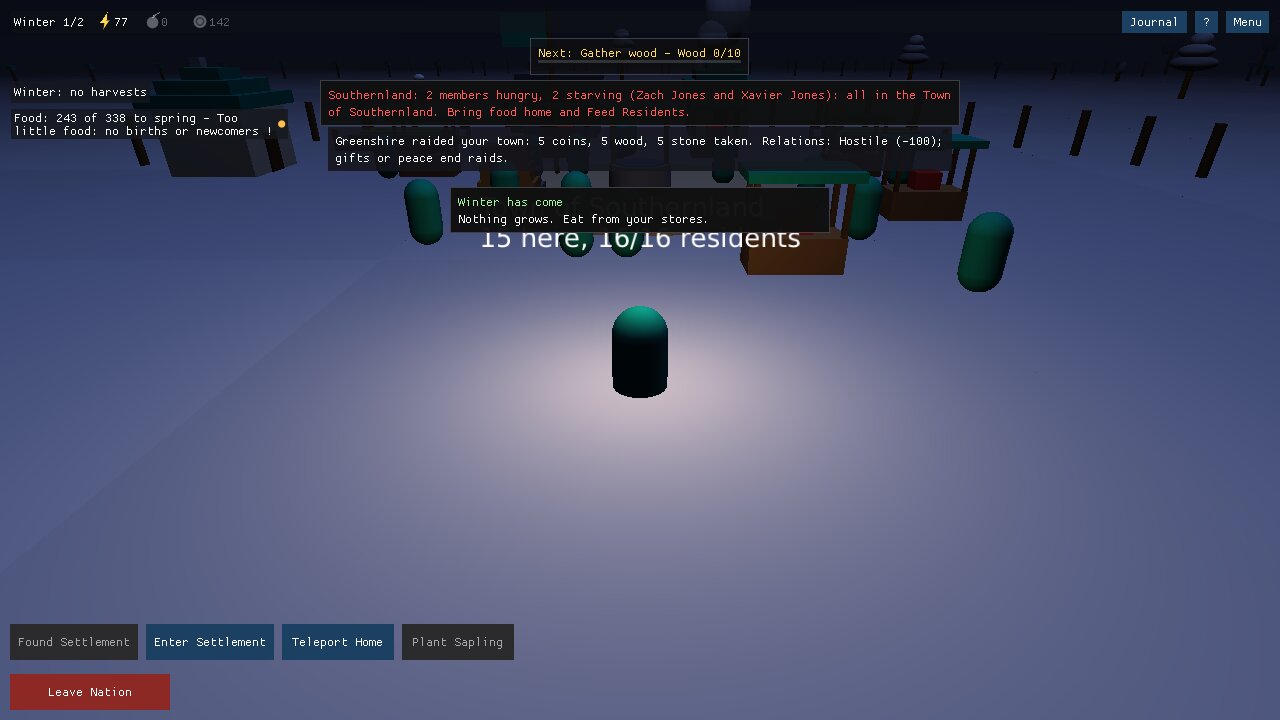 Winter 1/2
77
0
142
Journal
?
Menu
Next: Gather wood – Wood 0/10
Winter: no harvests
Food: 243 of 338 to spring – Too
little food: no births or newcomers !
Southernland: 2 members hungry, 2 starving (Zach Jones and Xavier Jones): all in the Town
of Southernland. Bring food home and Feed Residents.
Greenshire raided your town: 5 coins, 5 wood, 5 stone taken. Relations: Hostile (-100);
gifts or peace end raids.
Winter has come
Nothing grows. Eat from your stores.
of Southernland
15 here, 16/16 residents
Found Settlement
Enter Settlement
Teleport Home
Plant Sapling
Leave Nation